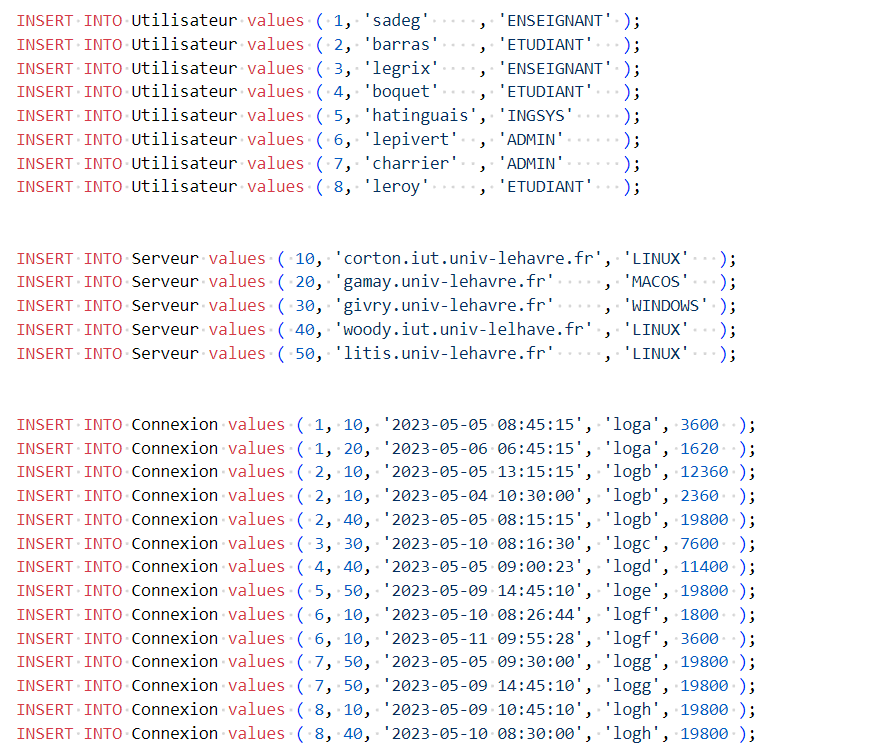 INSERT INTO Utilisateur values ( 1, 'sadeg'     , 'ENSEIGNANT' );
INSERT INTO Utilisateur values ( 2, 'barras'    , 'ETUDIANT'   );
INSERT INTO Utilisateur values ( 3, 'legrix'    , 'ENSEIGNANT' );
INSERT INTO Utilisateur values ( 4, 'boquet'    , 'ETUDIANT'   );
INSERT INTO Utilisateur values ( 5, 'hatinguais', 'INGSYS'     );
INSERT INTO Utilisateur values ( 6, 'lepivert'  , 'ADMIN'      );
INSERT INTO Utilisateur values ( 7, 'charrier'  , 'ADMIN'      );
INSERT INTO Utilisateur values ( 8, 'leroy'     , 'ETUDIANT'   );
INSERT INTO Serveur values ( 10, 'corton.iut.univ-lehavre.fr', 'LINUX'   );
INSERT INTO Serveur values ( 20, 'gamay.univ-lehavre.fr'     , 'MACOS'   );
INSERT INTO Serveur values ( 30, 'givry.univ-lehavre.fr'     , 'WINDOWS' );
INSERT INTO Serveur values ( 40, 'woody.iut.univ-lelhave.fr' , 'LINUX'   );
INSERT INTO Serveur values ( 50, 'litis.univ-lehavre.fr'     , 'LINUX'   );
INSERT INTO Connexion values ( 1, 10, '2023-05-05 08:45:15', 'loga', 3600  );
INSERT INTO Connexion values ( 1, 20, '2023-05-06 06:45:15', 'loga', 1620  );
INSERT INTO Connexion values ( 2, 10, '2023-05-05 13:15:15', 'logb', 12360 );
INSERT INTO Connexion values ( 2, 10, '2023-05-04 10:30:00', 'logb', 2360  );
INSERT INTO Connexion values ( 2, 40, '2023-05-05 08:15:15', 'logb', 19800 );
INSERT INTO Connexion values ( 3, 30, '2023-05-10 08:16:30', 'logc', 7600  );
INSERT INTO Connexion values ( 4, 40, '2023-05-05 09:00:23', 'logd', 11400 );
INSERT INTO Connexion values ( 5, 50, '2023-05-09 14:45:10', 'loge', 19800 );
INSERT INTO Connexion values ( 6, 10, '2023-05-10 08:26:44', 'logf', 1800  );
INSERT INTO Connexion values ( 6, 10, '2023-05-11 09:55:28', 'logf', 3600  );
INSERT INTO Connexion values ( 7, 50, '2023-05-05 09:30:00', 'logg', 19800 );
INSERT INTO Connexion values ( 7, 50, '2023-05-09 14:45:10', 'logg', 19800 );
INSERT INTO Connexion values ( 8, 10, '2023-05-09 10:45:10', 'logh', 19800 );
INSERT INTO Connexion values ( 8, 40, '2023-05-10 08:30:00', 'logh', 19800 );